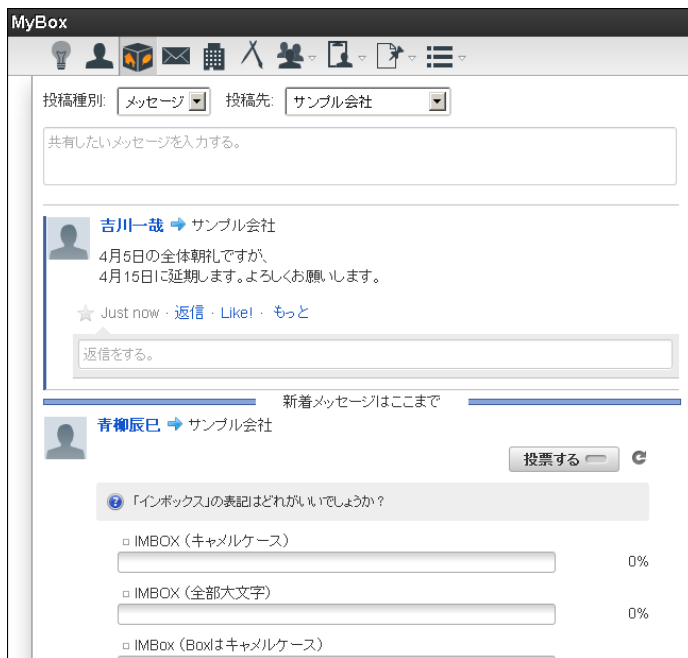 MyBox
投稿種別: メッセージ 投稿先: サンプル会社
共有したいメッセージを入力する。
吉川一哉 サンプル会社
4月5日の全体朝礼ですが、
4月15日に延期します。よろしくお願いします。
Just now · 返信 · Like! · もっと
返信をする。
新着メッセージはここまで
青柳辰巳 サンプル会社
投票する
「インボックス」の表記はどれがいいでしょうか?
IMBOX (キャメルケース)
0%
IMBOX (全部大文字)
0%
IMBox (Boxはキャメルケース)